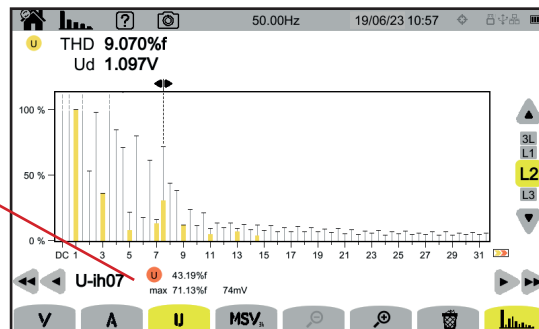 ? 50.00Hz 19/06/23 10:57
U THD 9.070%f
Ud 1.097V
100 %
50 %
0 %
DC 1 3 5 7 9 11 13 15 17 19 21 23 25 27 29 31
3L
L1
L2
L3
U-ih07 U 43.19%f
max 71.13%f 74mV
V A U MSV